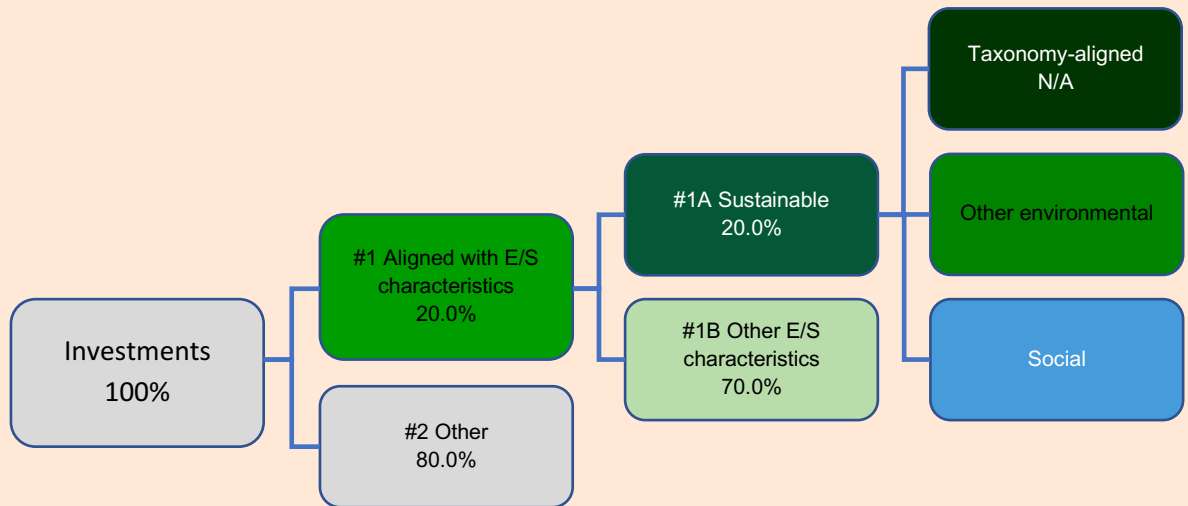 Investments
100%
#1 Aligned with E/S
characteristics
20.0%
#2 Other
80.0%
#1A Sustainable
20.0%
#1B Other E/S
characteristics
70.0%
Taxonomy-aligned
N/A
Other environmental
Social